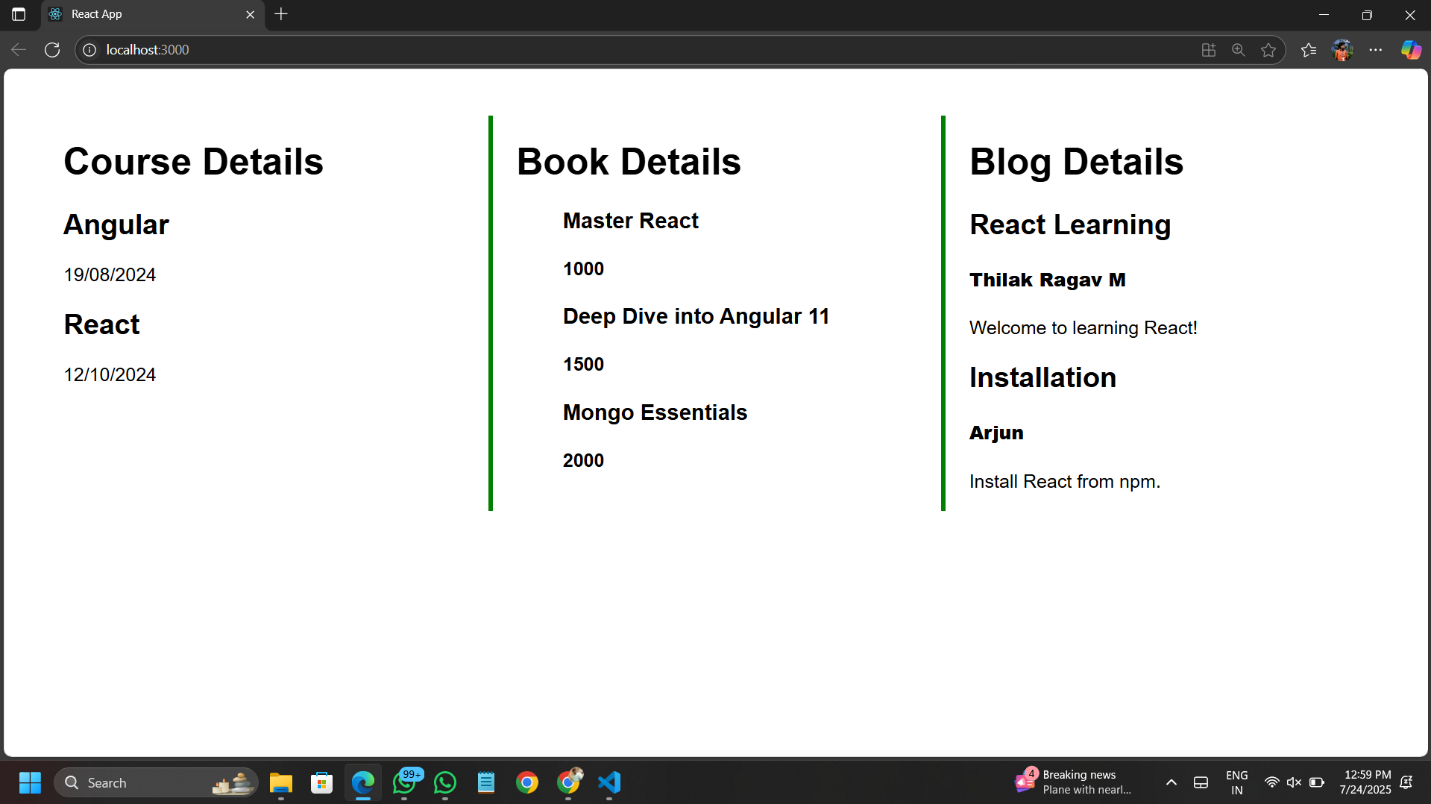 React App
localhost:3000
Course Details
Angular
19/08/2024
React
12/10/2024
Book Details
Master React
1000
Deep Dive into Angular 11
1500
Mongo Essentials
2000
Blog Details
React Learning
Thilak Ragav M
Welcome to learning React!
Installation
Arjun
Install React from npm.
Search
99+
4
Breaking news
Plane with nearl...
ENG
IN
12:59 PM
7/24/2025